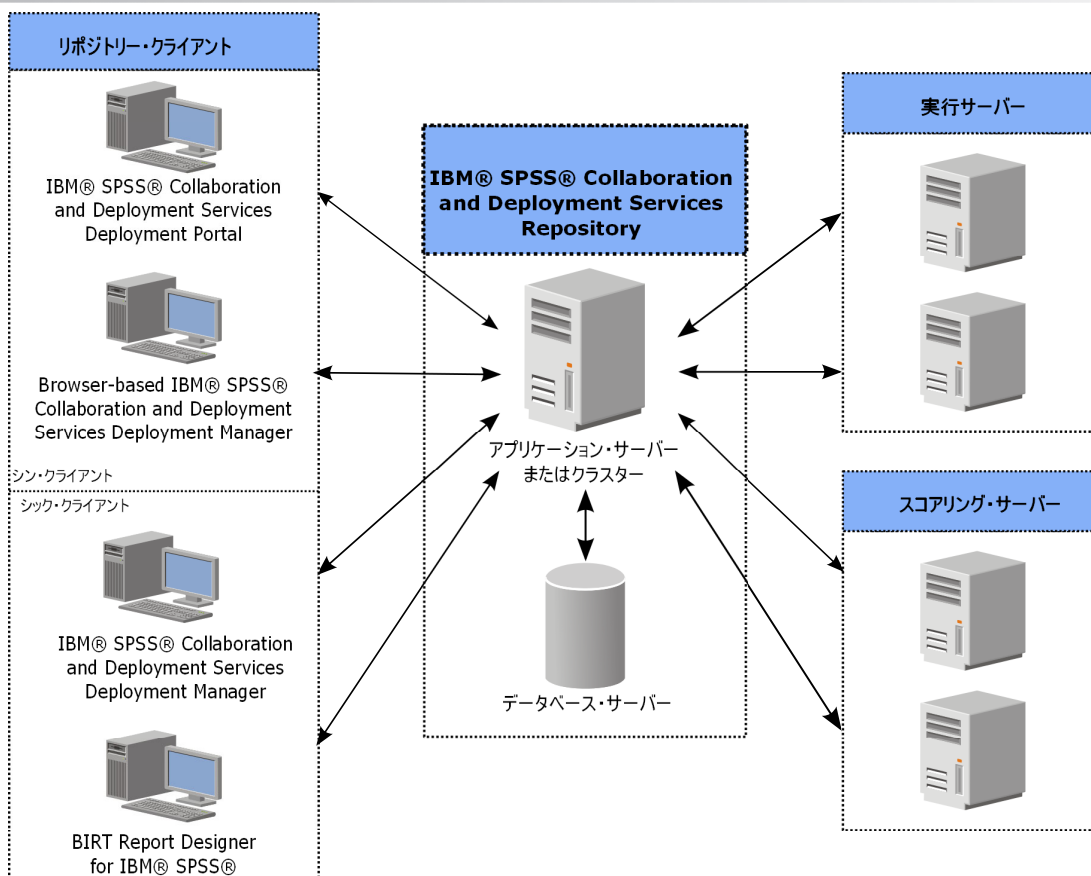 リポジトリー・クライアント
IBM® SPSS® Collaboration
and Deployment Services
Deployment Portal
Browser-based IBM® SPSS®
Collaboration and Deployment
Services Deployment Manager
シン・クライアント
シック・クライアント
IBM® SPSS® Collaboration
and Deployment Services
Deployment Manager
BIRT Report Designer
for IBM® SPSS®
IBM® SPSS® Collaboration
and Deployment Services
Repository
アプリケーション・サーバー
またはクラスター
データベース・サーバー
実行サーバー
スコアリング・サーバー